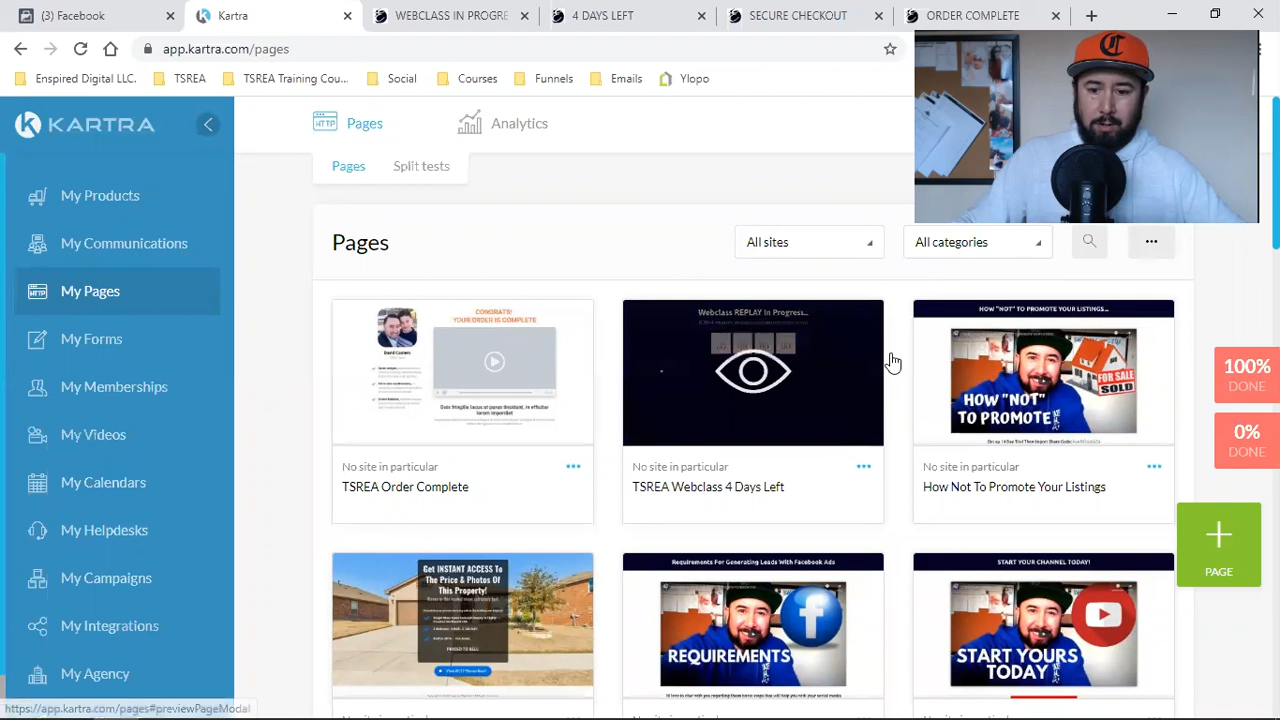 (3) Facebook
Kartra
WEBCLASS IN PROGRE
4 DAYS LEFT
SECURE CHECKOUT
ORDER COMPLETE
app.kartra.com/pages
Enspired Digital LLC.
TSREA
TSREA Training Cou...
Social
Courses
Funnels
Emails
Ylopo
KARTRA
Pages
Analytics
Pages
Split tests
My Products
My Communications
My Pages
My Forms
My Memberships
My Videos
My Calendars
My Helpdesks
My Campaigns
My Integrations
My Agency
Pages
All sites
All categories
CONGRATS!
YOUR ORDER IS COMPLETE
Webclass REPLAY In Progress...
HOW "NOT" TO PROMOTE YOUR LISTINGS...
FOR SALE
SOLD
HOW "NOT"
TO PROMOTE
No site in particular
TSREA Order Complete
No site in particular
TSREA Webclass 4 Days Left
No site in particular
How Not To Promote Your Listings
100%
DONE
0%
DONE
PAGE
Get INSTANT ACCESS To
The Price & Photos Of
This Property!
Requirements For Generating Leads With Facebook Ads
REQUIREMENTS
START YOUR CHANNEL TODAY!
START YOURS
TODAY